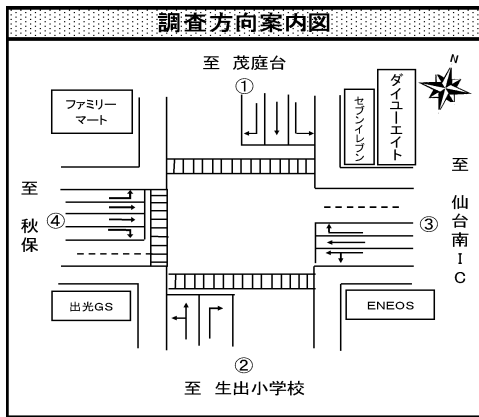 調査方向案内図
至 茂庭台
①
N
ファミリー
マート
セブンイレブン
ダイユーエイト
至 秋保
④
③
至 仙台南IC
出光GS
ENEOS
②
至 生出小学校